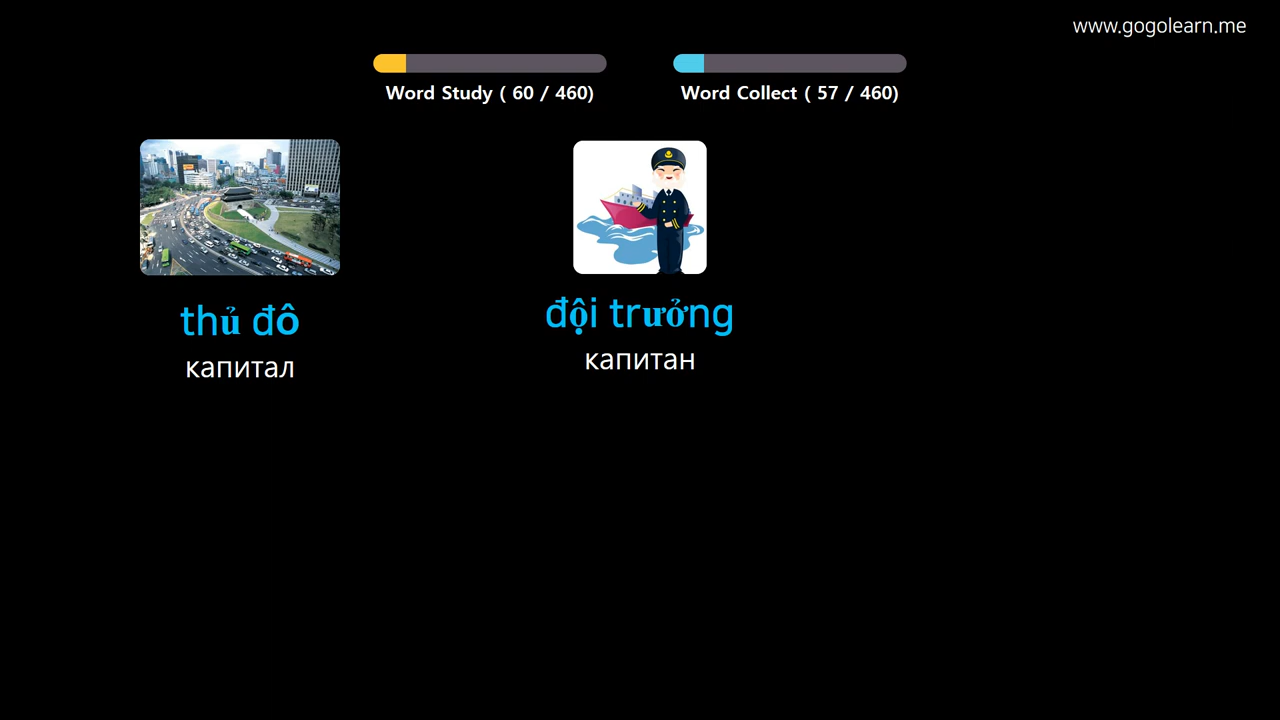 www.gogolearn.me
Word Study ( 60 / 460)
Word Collect ( 57 / 460)
thủ đô
капитал
đội trưởng
капитан